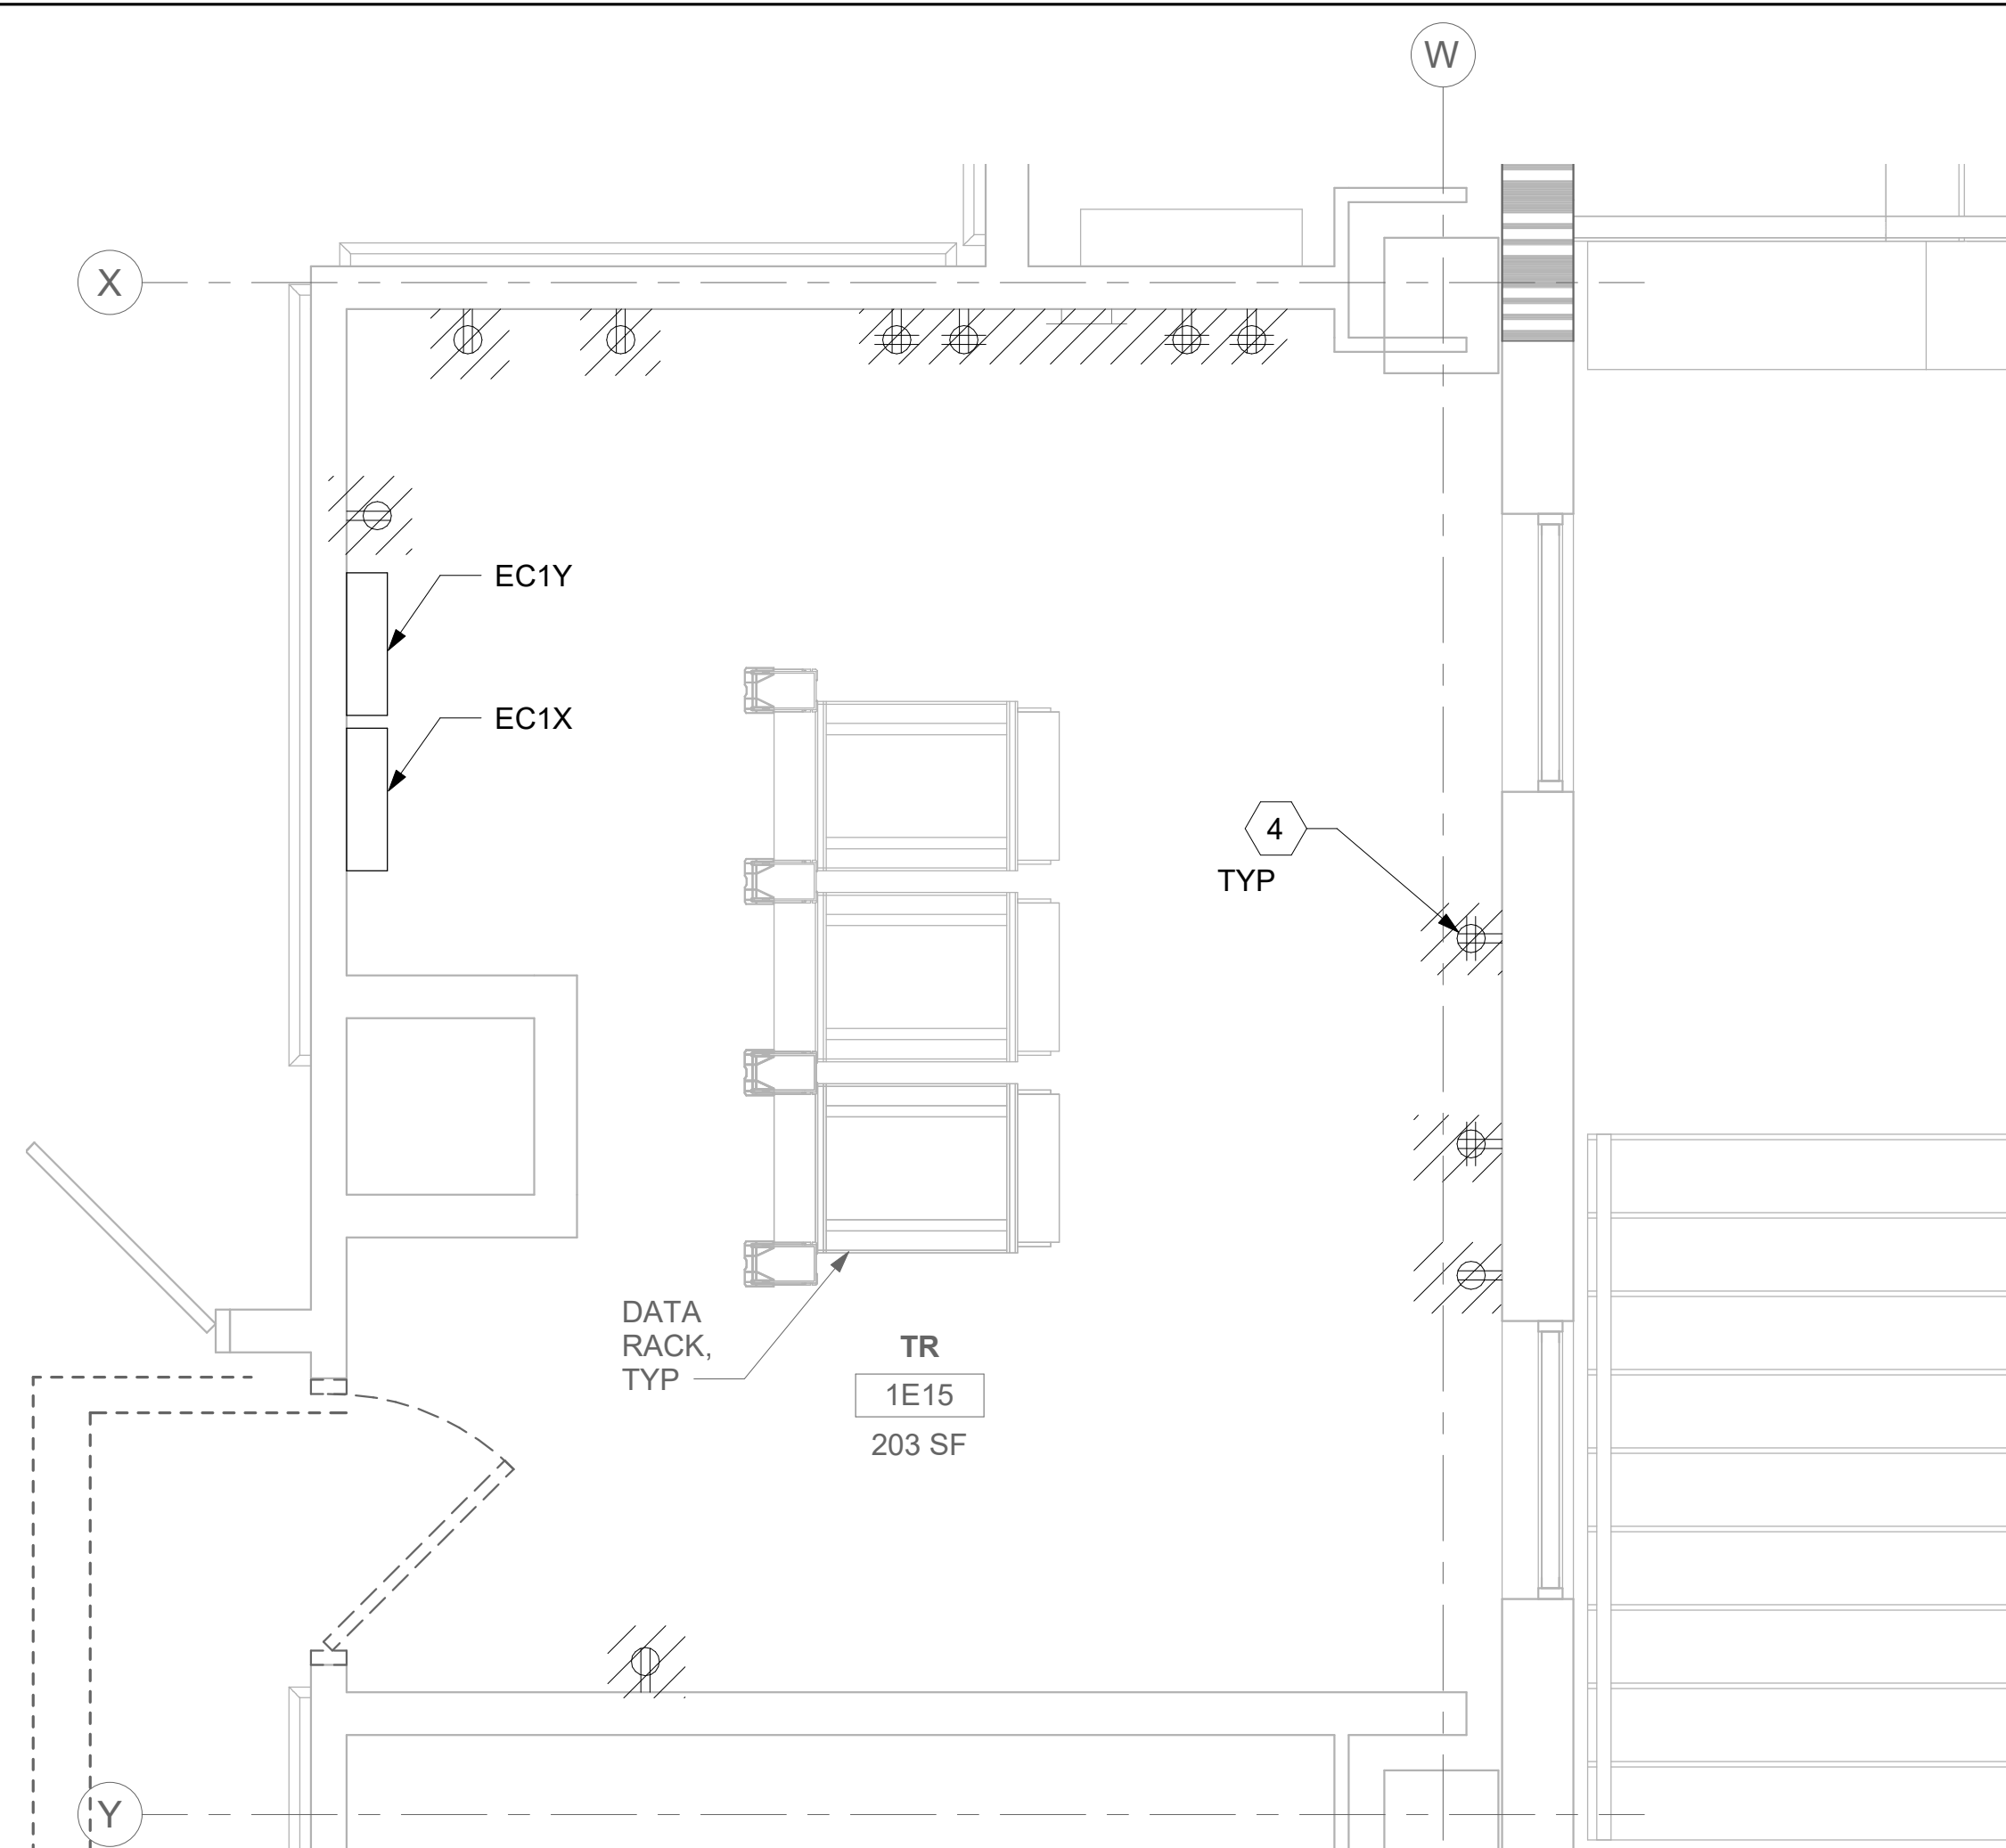 W
X
EC1Y
EC1X
4
TYP
DATA
RACK,
TYP
TR
1E15
203 SF
Y